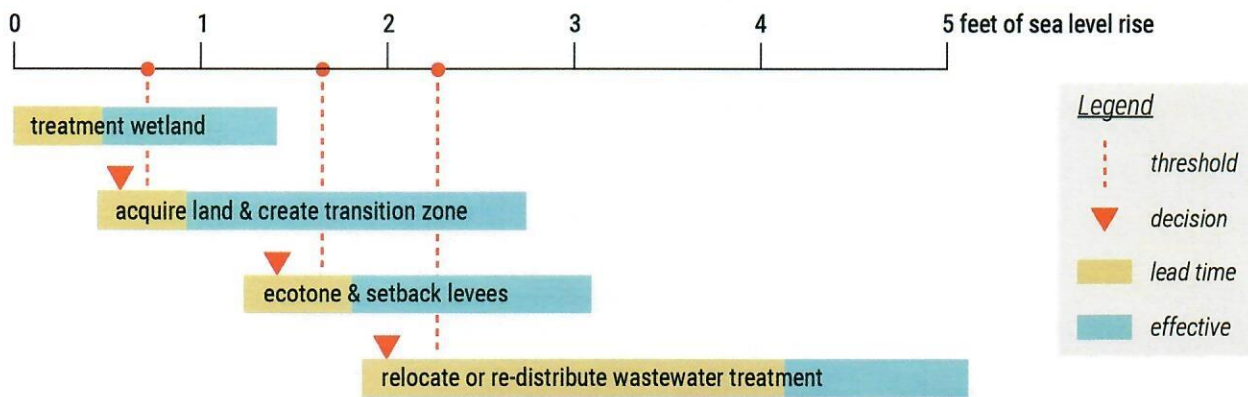 0 1 2 3 4 5 feet of sea level rise
treatment wetland
acquire land & create transition zone
ecotone & setback levees
relocate or re-distribute wastewater treatment
Legend
threshold
decision
lead time
effective